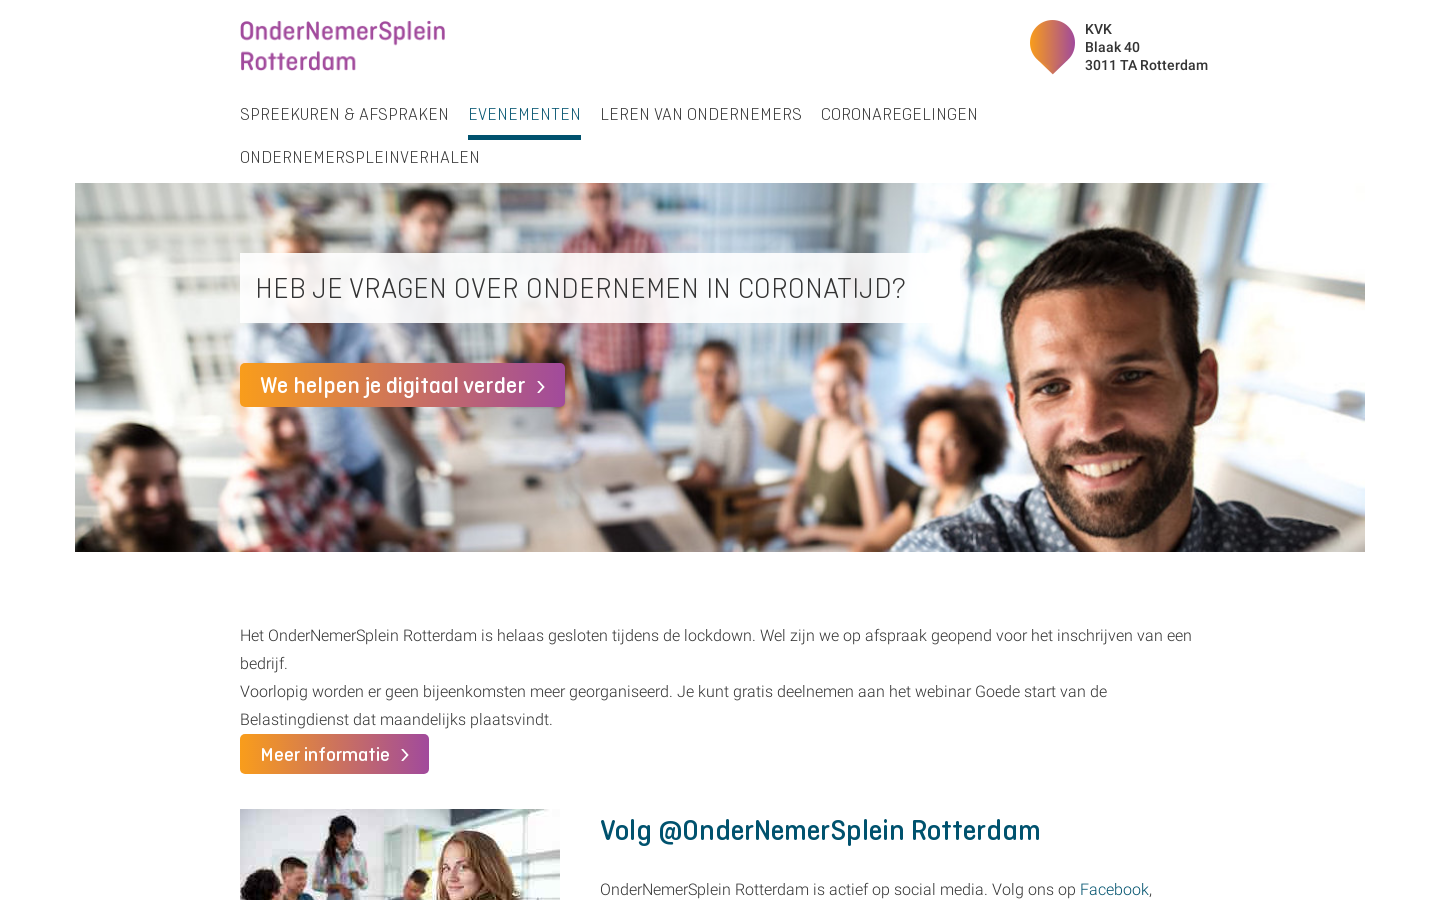 OnderNemerSplein
Rotterdam
KVK
Blaak 40
3011 TA Rotterdam
SPREEKUREN & AFSPRAKEN
EVENEMENTEN
LEREN VAN ONDERNEMERS
CORONAREGELINGEN
ONDERNEMERSPLEINVERHALEN
HEB JE VRAGEN OVER ONDERNEMEN IN CORONATIJD?
We helpen je digitaal verder
Het OnderNemerSplein Rotterdam is helaas gesloten tijdens de lockdown. Wel zijn we op afspraak geopend voor het inschrijven van een
bedrijf.
Voorlopig worden er geen bijeenkomsten meer georganiseerd. Je kunt gratis deelnemen aan het webinar Goede start van de
Belastingdienst dat maandelijks plaatsvindt.
Meer informatie
Volg @OnderNemerSplein Rotterdam
OnderNemerSplein Rotterdam is actief op social media. Volg ons op Facebook,